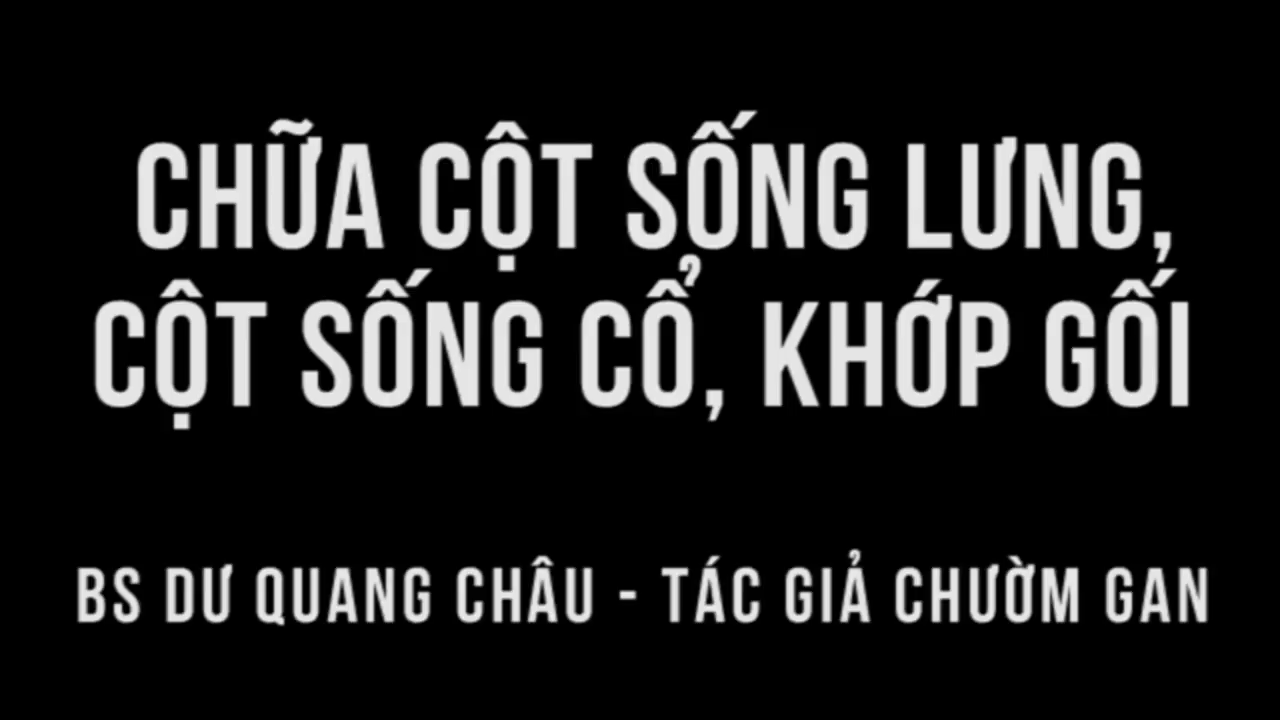 CHỮA CỘT SỐNG LƯNG,
CỘT SỐNG CỔ, KHỚP GỐI
BS DƯ QUANG CHÂU - TÁC GIẢ CHƯỜM GAN